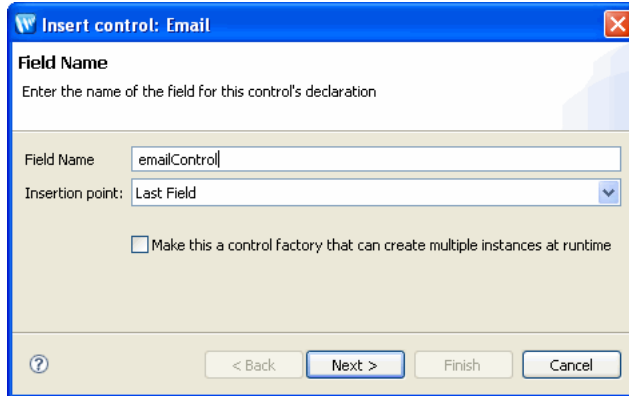 Insert control: Email
Field Name
Enter the name of the field for this control's declaration
Field Name emailControl
Insertion point: Last Field
Make this a control factory that can create multiple instances at runtime
? < Back Next > Finish Cancel